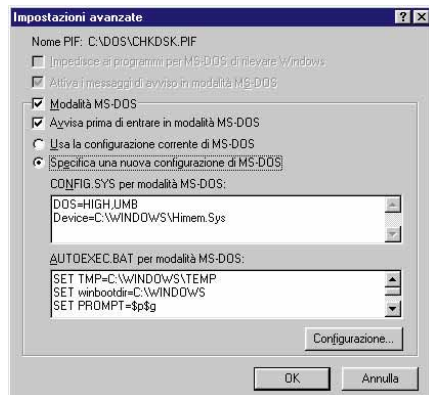 Impostazioni avanzate
Nome PIF: C:\DOS\CHKDSK.PIF
Impedisce ai programmi per MS-DOS di rilevare Windows
Attiva i messaggi di avviso in modalità MS-DOS
Modalità MS-DOS
Avvisa prima di entrare in modalità MS-DOS
Usa la configurazione corrente di MS-DOS
Specifica una nuova configurazione di MS-DOS
CONFIG.SYS per modalità MS-DOS:
DOS=HIGH,UMB
Device=C:\WINDOWS\Himem.Sys
AUTOEXEC.BAT per modalità MS-DOS:
SET TMP=C:\WINDOWS\TEMP
SET winbootdir=C:\WINDOWS
SET PROMPT=$p$g
Configurazione...
OK Annulla